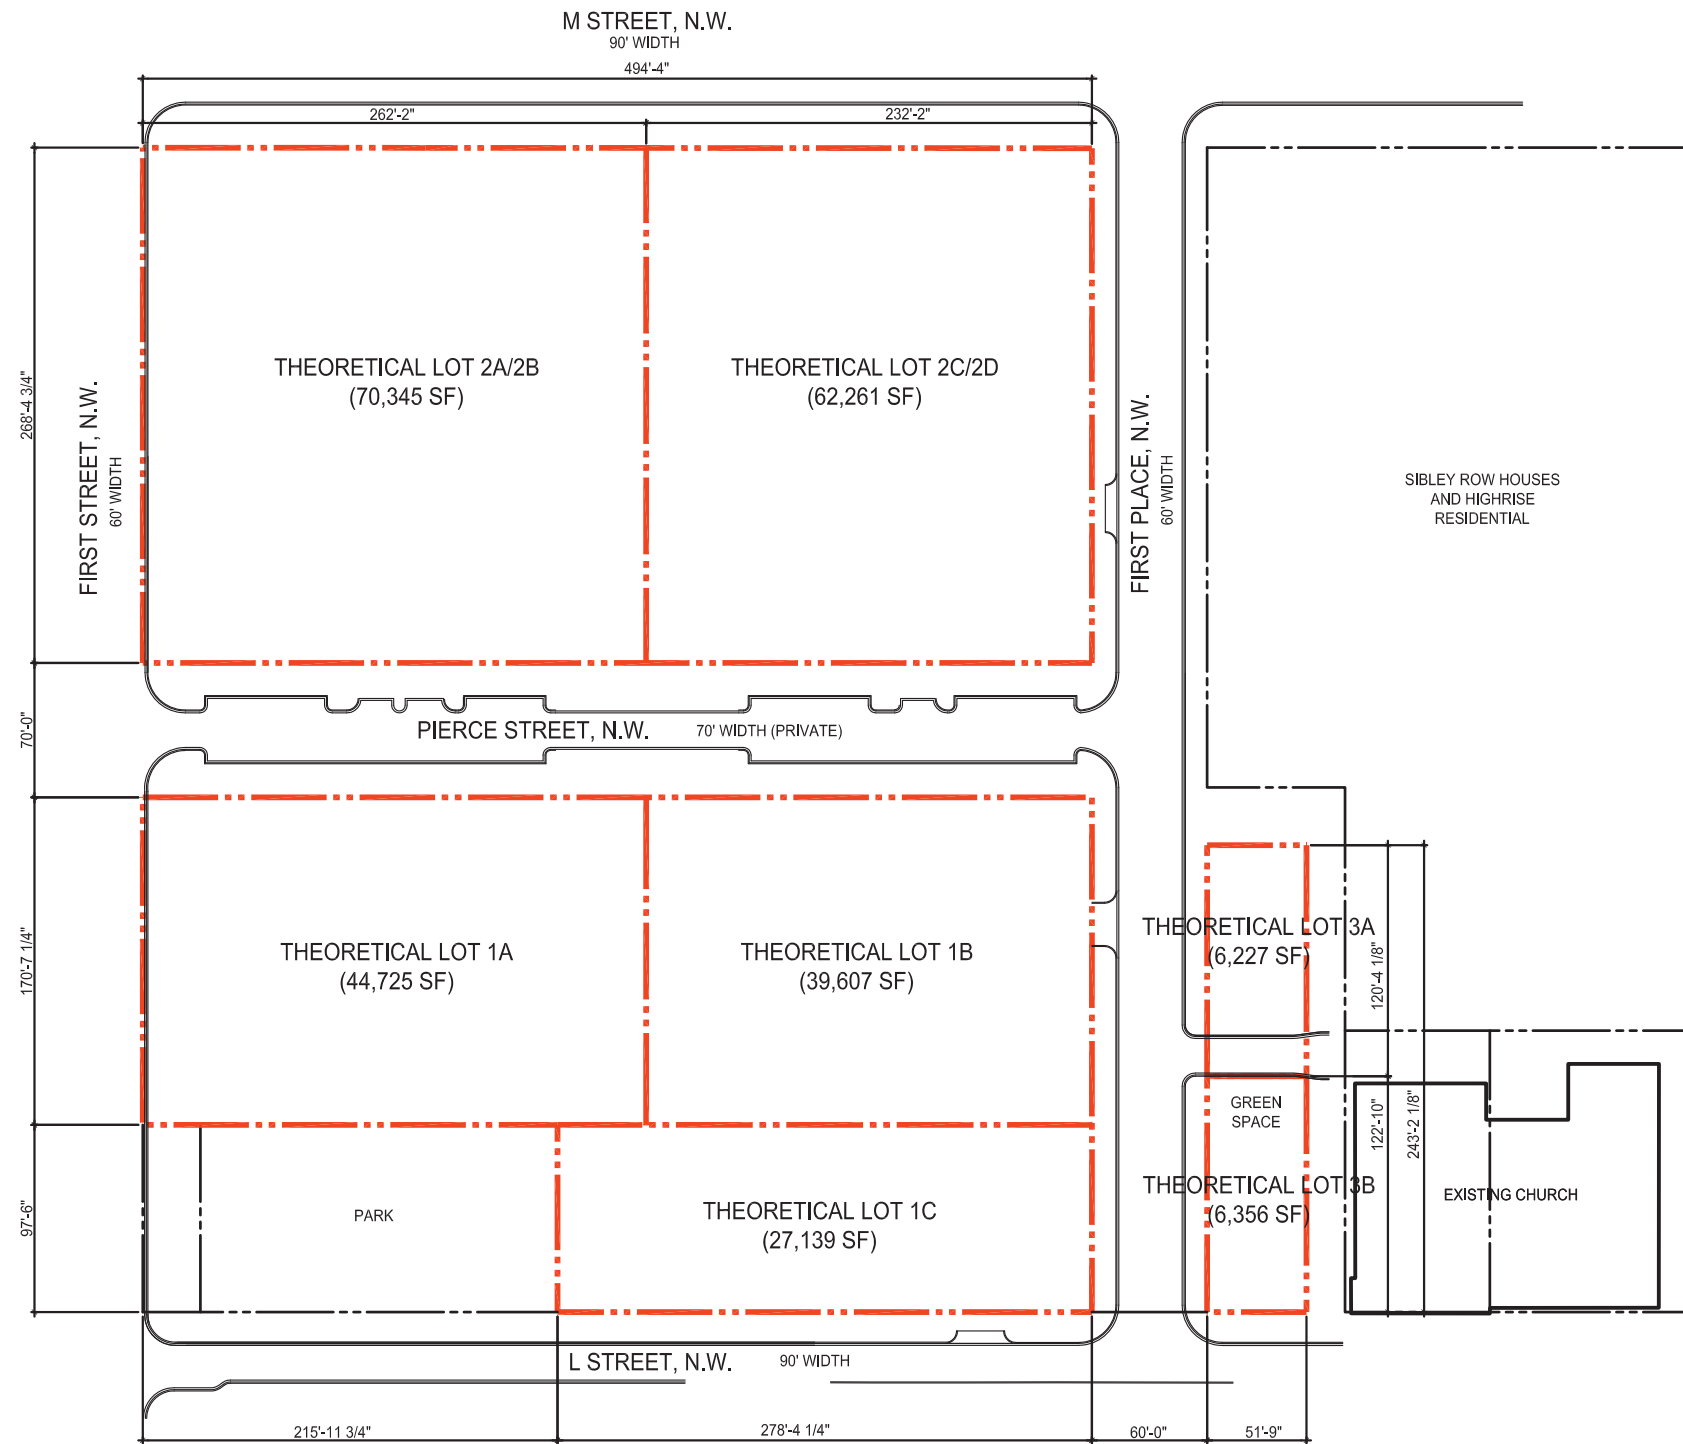 M STREET, N.W.
90' WIDTH
494'-4"
262'-2"
232'-2"
THEORETICAL LOT 2A/2B
(70,345 SF)
THEORETICAL LOT 2C/2D
(62,261 SF)
268'-4 3/4"
FIRST STREET, N.W.
60' WIDTH
FIRST PLACE, N.W.
60' WIDTH
SIBLEY ROW HOUSES
AND HIGHRISE
RESIDENTIAL
70'-0"
PIERCE STREET, N.W.
70' WIDTH (PRIVATE)
170'-7 1/4"
THEORETICAL LOT 1A
(44,725 SF)
THEORETICAL LOT 1B
(39,607 SF)
THEORETICAL LOT 3A
(6,227 SF)
120'-4 1/8"
GREEN
SPACE
122'-10"
243'-2 1/8"
97'-6"
PARK
THEORETICAL LOT 1C
(27,139 SF)
THEORETICAL LOT 3B
(6,356 SF)
EXISTING CHURCH
L STREET, N.W.
90' WIDTH
215'-11 3/4"
278'-4 1/4"
60'-0"
51'-9"